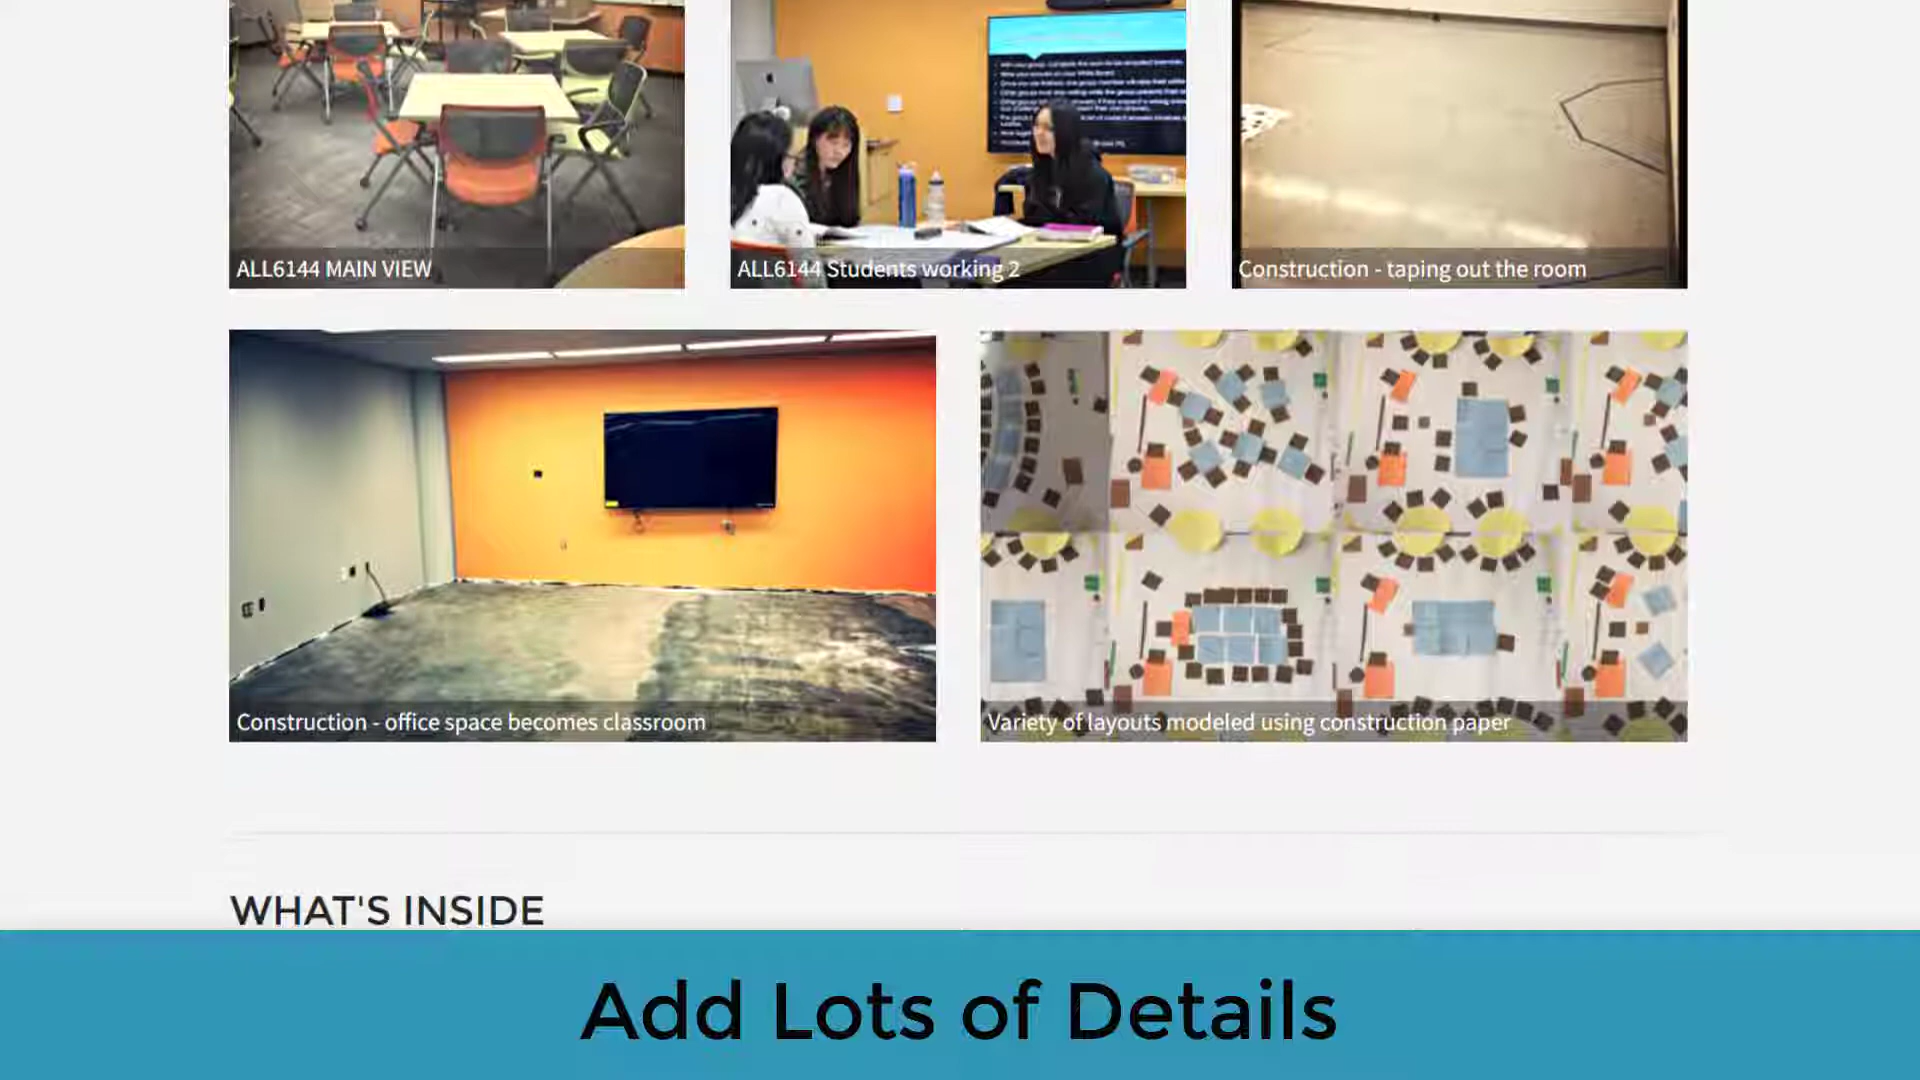 ALL6144 MAIN VIEW
ALL6144 Students working 2
Construction - taping out the room
Construction - office space becomes classroom
Variety of layouts modeled using construction paper
WHAT'S INSIDE
Add Lots of Details